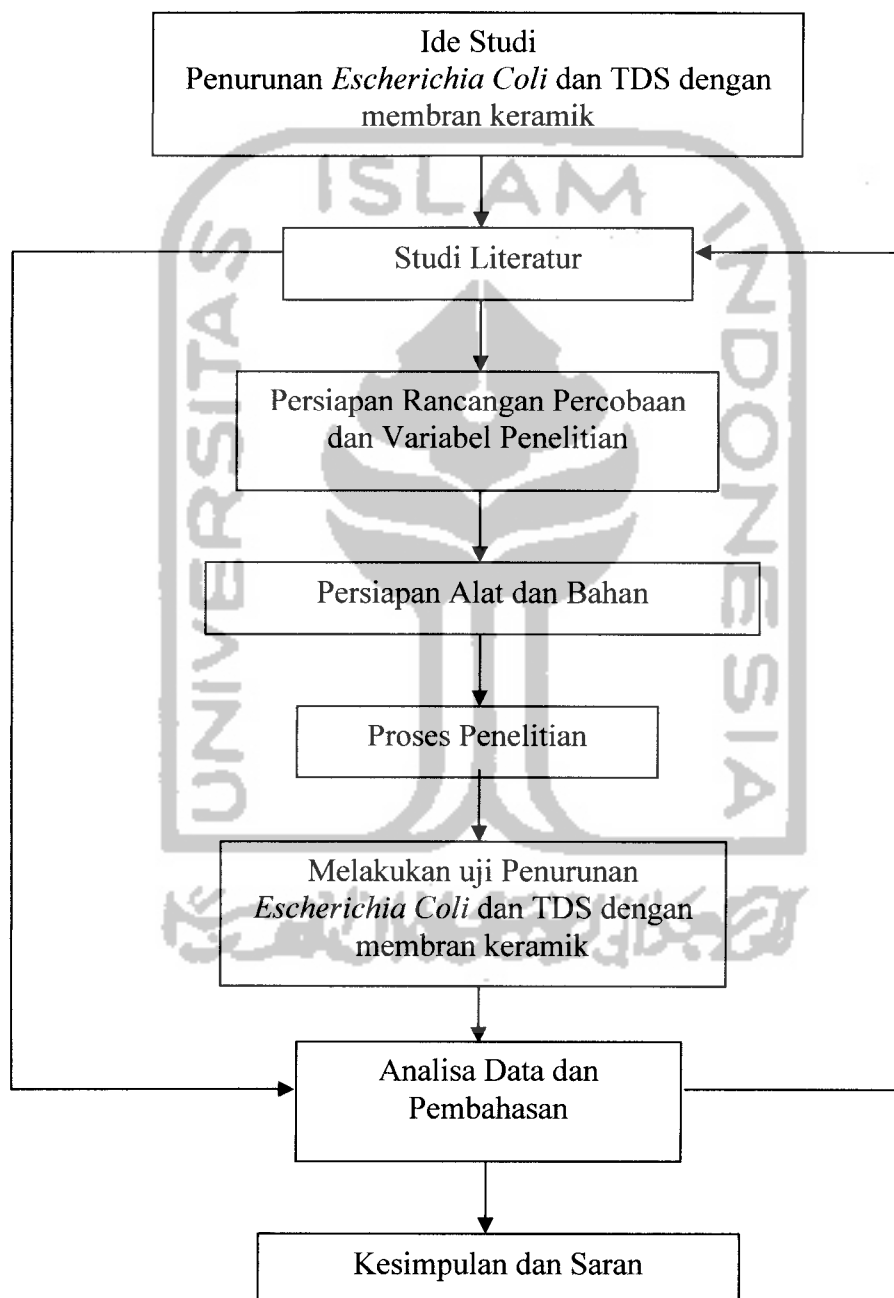 Ide Studi
Penurunan Escherichia Coli dan TDS dengan
membran keramik
UNIVERSITAS
ISLAM
INDONESIA
Studi Literatur
Persiapan Rancangan Percobaan
dan Variabel Penelitian
Persiapan Alat dan Bahan
Proses Penelitian
Melakukan uji Penurunan
Escherichia Coli dan TDS dengan
membran keramik
Analisa Data dan
Pembahasan
Kesimpulan dan Saran